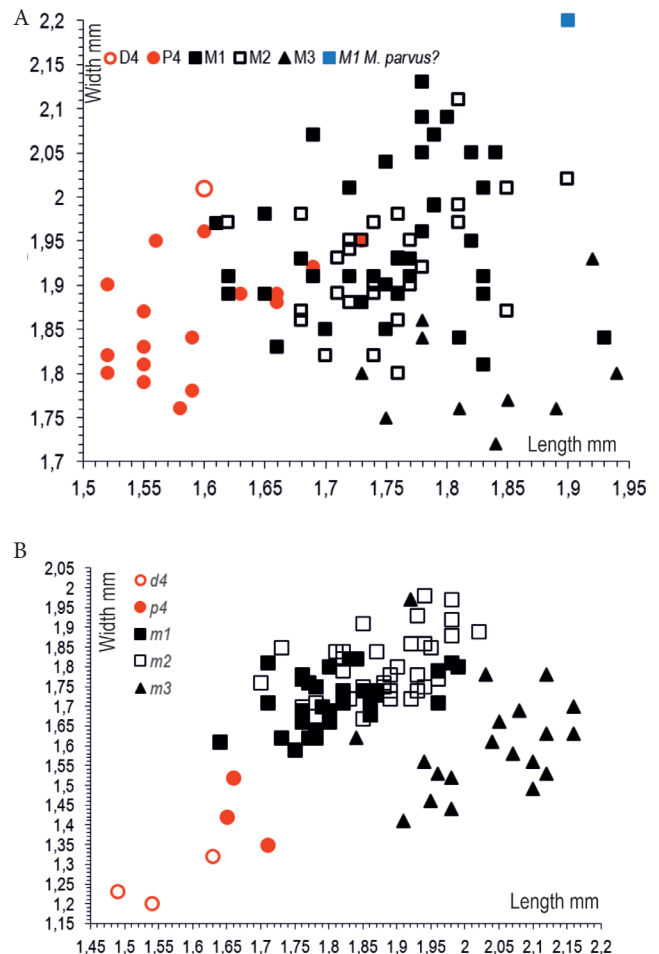 A
Width mm
2,2
2,15
2,1
2,05
2
1,95
1,9
1,85
1,8
1,75
1,7
D4 P4 M1 M2 M3 M1 M. parvus?
Length mm
1,5 1,55 1,6 1,65 1,7 1,75 1,8 1,85 1,9 1,95
B
Width mm
2,05
2
1,95
1,9
1,85
1,8
1,75
1,7
1,65
1,6
1,55
1,5
1,45
1,4
1,35
1,3
1,25
1,2
1,15
d4
p4
m1
m2
m3
Length mm
1,45 1,5 1,55 1,6 1,65 1,7 1,75 1,8 1,85 1,9 1,95 2 2,05 2,1 2,15 2,2